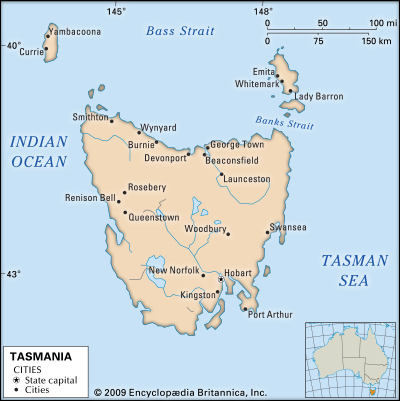 145°
148°
0 50 100 mi
0 75 150 km
40°
Yambacoona
Currie
Bass Strait
Emita
Whitemark
Lady Barron
Banks Strait
Smithton
Wynyard
Burnie
Devonport
George Town
Beaconsfield
Launceston
INDIAN
OCEAN
Rosebery
Renison Bell
Queenstown
Woodbury
Swansea
TASMAN
SEA
43°
New Norfolk
Hobart
Kingston
Port Arthur
TASMANIA
CITIES
State capital
Cities
© 2009 Encyclopædia Britannica, Inc.